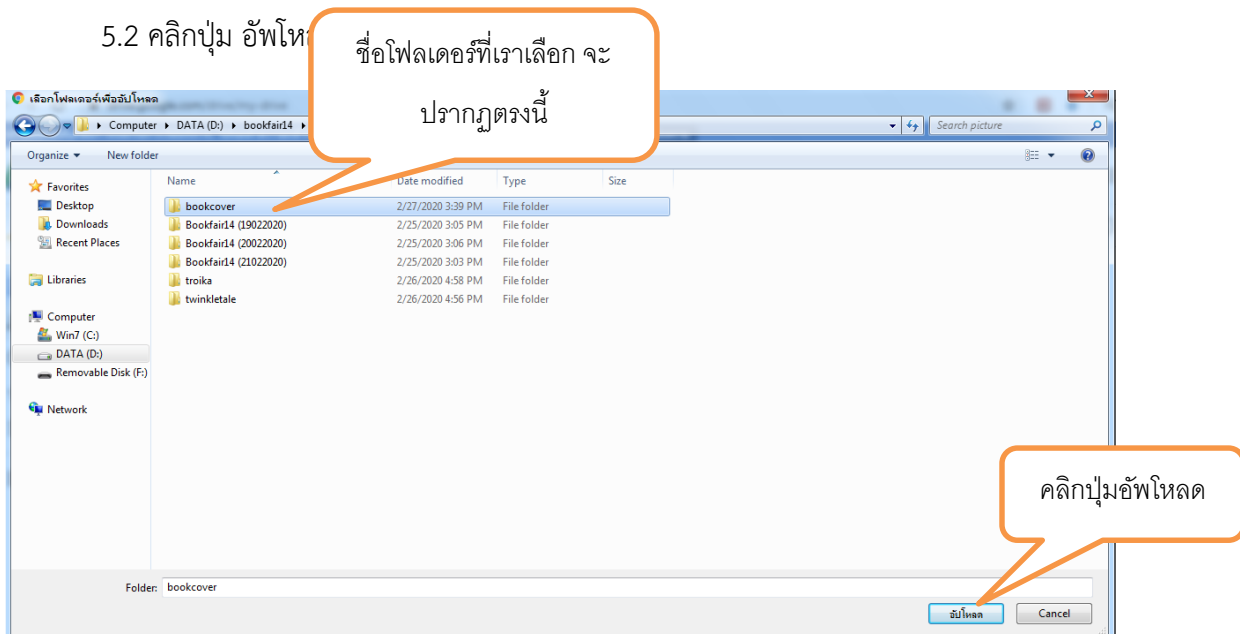 5.2 คลิกปุ่ม อัพโห
ชื่อโฟลเดอร์ที่เราเลือก จะ
ปรากฏตรงนี้
เลือกโฟลเดอร์เพื่ออัปโหลด
Computer DATA (D:) bookfair14
Search picture
Organize New folder
Name Date modified Type Size
Favorites
Desktop
Downloads
Recent Places
Libraries
Computer
Win7 (C:)
DATA (D:)
Removable Disk (F:)
Network
bookcover 2/27/2020 3:39 PM File folder
Bookfair14 (19022020) 2/25/2020 3:05 PM File folder
Bookfair14 (20022020) 2/25/2020 3:06 PM File folder
Bookfair14 (21022020) 2/25/2020 3:03 PM File folder
troika 2/26/2020 4:58 PM File folder
twinkletale 2/26/2020 4:56 PM File folder
คลิกปุ่มอัพโหลด
Folder: bookcover
อัปโหลด Cancel